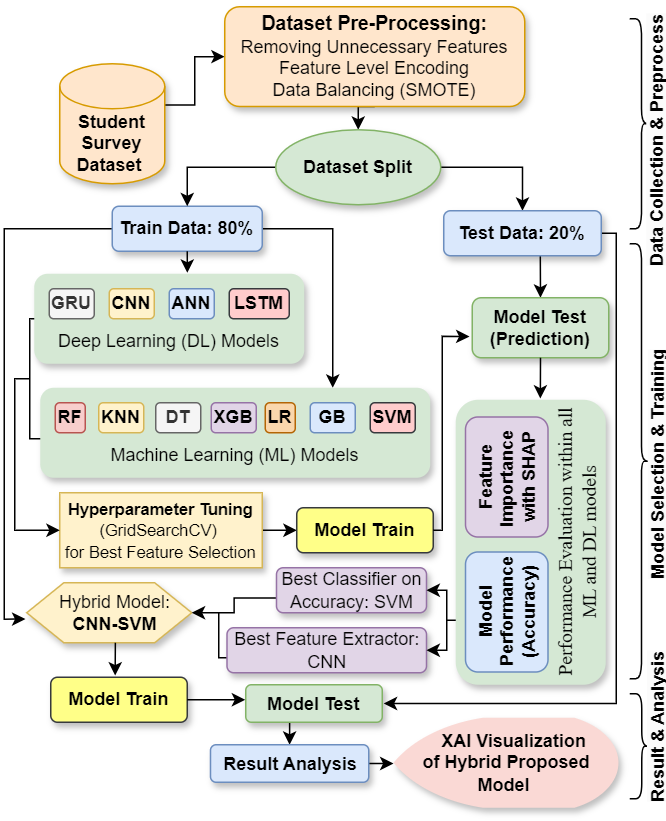 Dataset Pre-Processing:
Removing Unnecessary Features
Feature Level Encoding
Data Balancing (SMOTE)
Student
Survey
Dataset
Dataset Split
Train Data: 80%
Test Data: 20%
GRU
CNN
ANN
LSTM
Deep Learning (DL) Models
Model Test
(Prediction)
RF
KNN
DT
XGB
LR
GB
SVM
Machine Learning (ML) Models
Feature
Importance
with SHAP
Model
Performance
(Accuracy)
Performance Evaluation within all
ML and DL models
Hyperparameter Tuning
(GridSearchCV)
for Best Feature Selection
Model Train
Best Classifier on
Accuracy: SVM
Best Feature Extractor:
CNN
Hybrid Model:
CNN-SVM
Model Train
Model Test
Result Analysis
XAI Visualization
of Hybrid Proposed
Model
Data Collection & Preprocess
Model Selection & Training
Result & Analysis